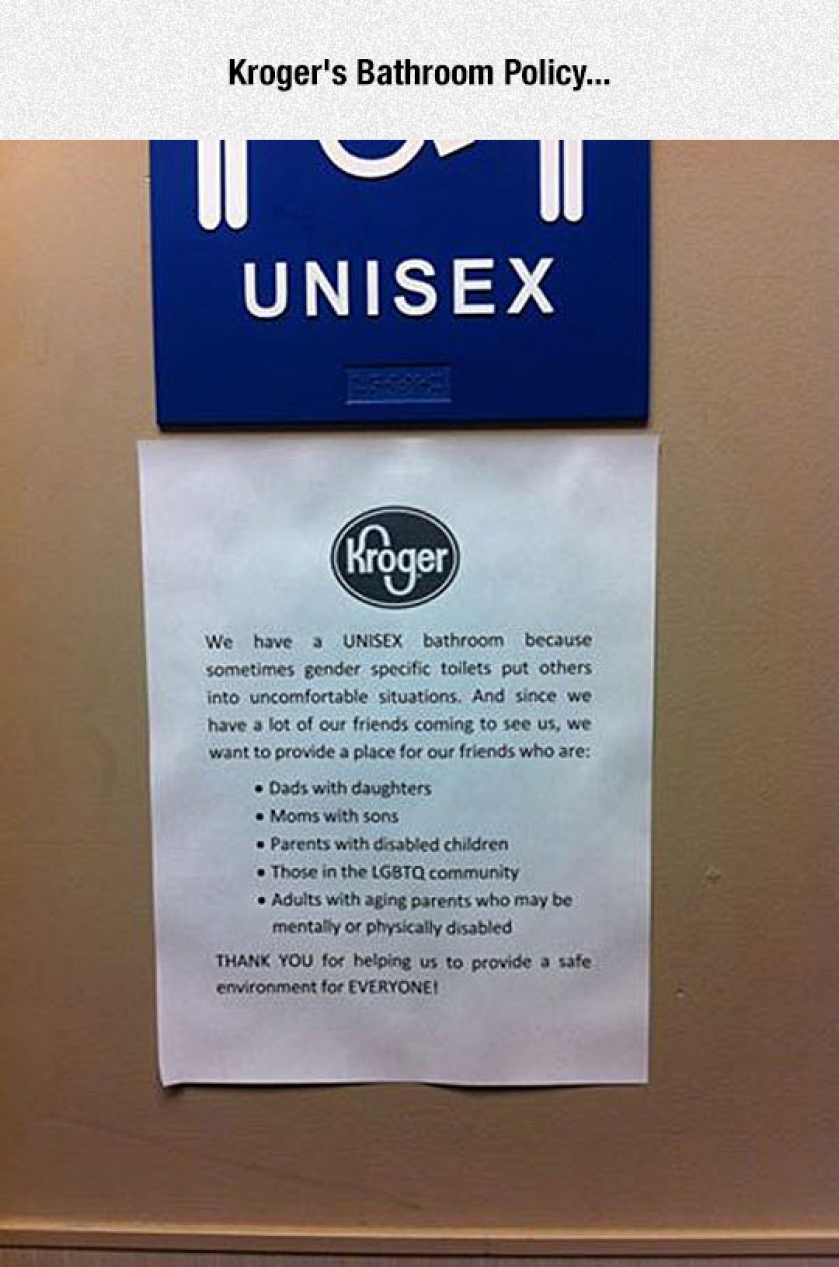 Kroger's Bathroom Policy...
UNISEX
Kroger
We have a UNISEX bathroom because
sometimes gender specific toilets put others
into uncomfortable situations. And since we
have a lot of our friends coming to see us, we
want to provide a place for our friends who are:
• Dads with daughters
• Moms with sons
• Parents with disabled children
• Those in the LGBTQ community
• Adults with aging parents who may be
mentally or physically disabled
THANK YOU for helping us to provide a safe
environment for EVERYONE!